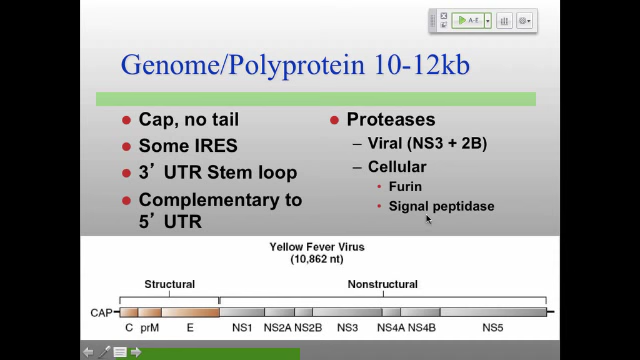 A-E
Genome/Polyprotein 10-12kb
Cap, no tail
Some IRES
3’ UTR Stem loop
Complementary to
5’ UTR
Proteases
– Viral (NS3 + 2B)
– Cellular
Furin
Signal peptidase
Yellow Fever Virus
(10,862 nt)
Structural Nonstructural
CAP
C prM E NS1 NS2A NS2B NS3 NS4A NS4B NS5